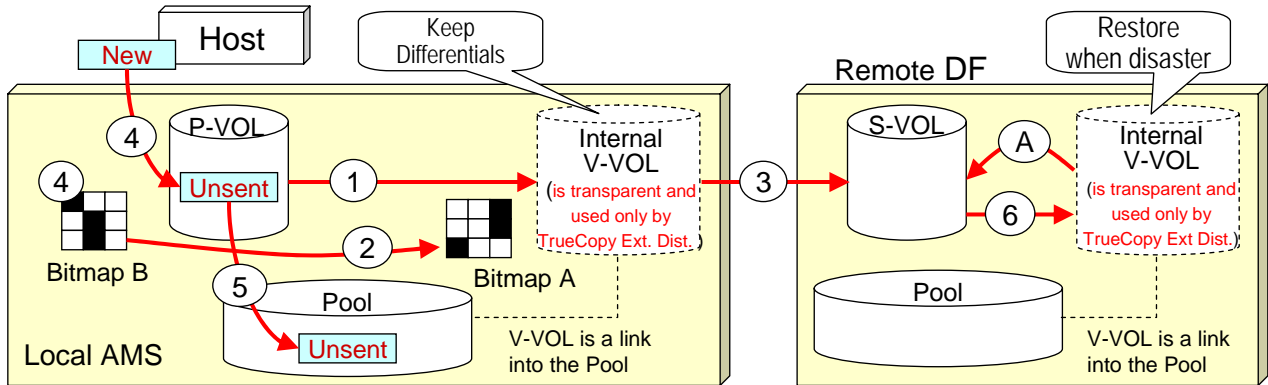 Host
New
Keep
Differentials
Restore
when disaster
Remote DF
4
P-VOL
Unsent
1
Internal
V-VOL
(is transparent and
used only by
TrueCopy Ext. Dist.)
3
S-VOL
A
6
Internal
V-VOL
(is transparent and
used only by
TrueCopy Ext Dist.)
4
Bitmap B
2
Bitmap A
5
Pool
Unsent
Local AMS
V-VOL is a link
into the Pool
Pool
V-VOL is a link
into the Pool